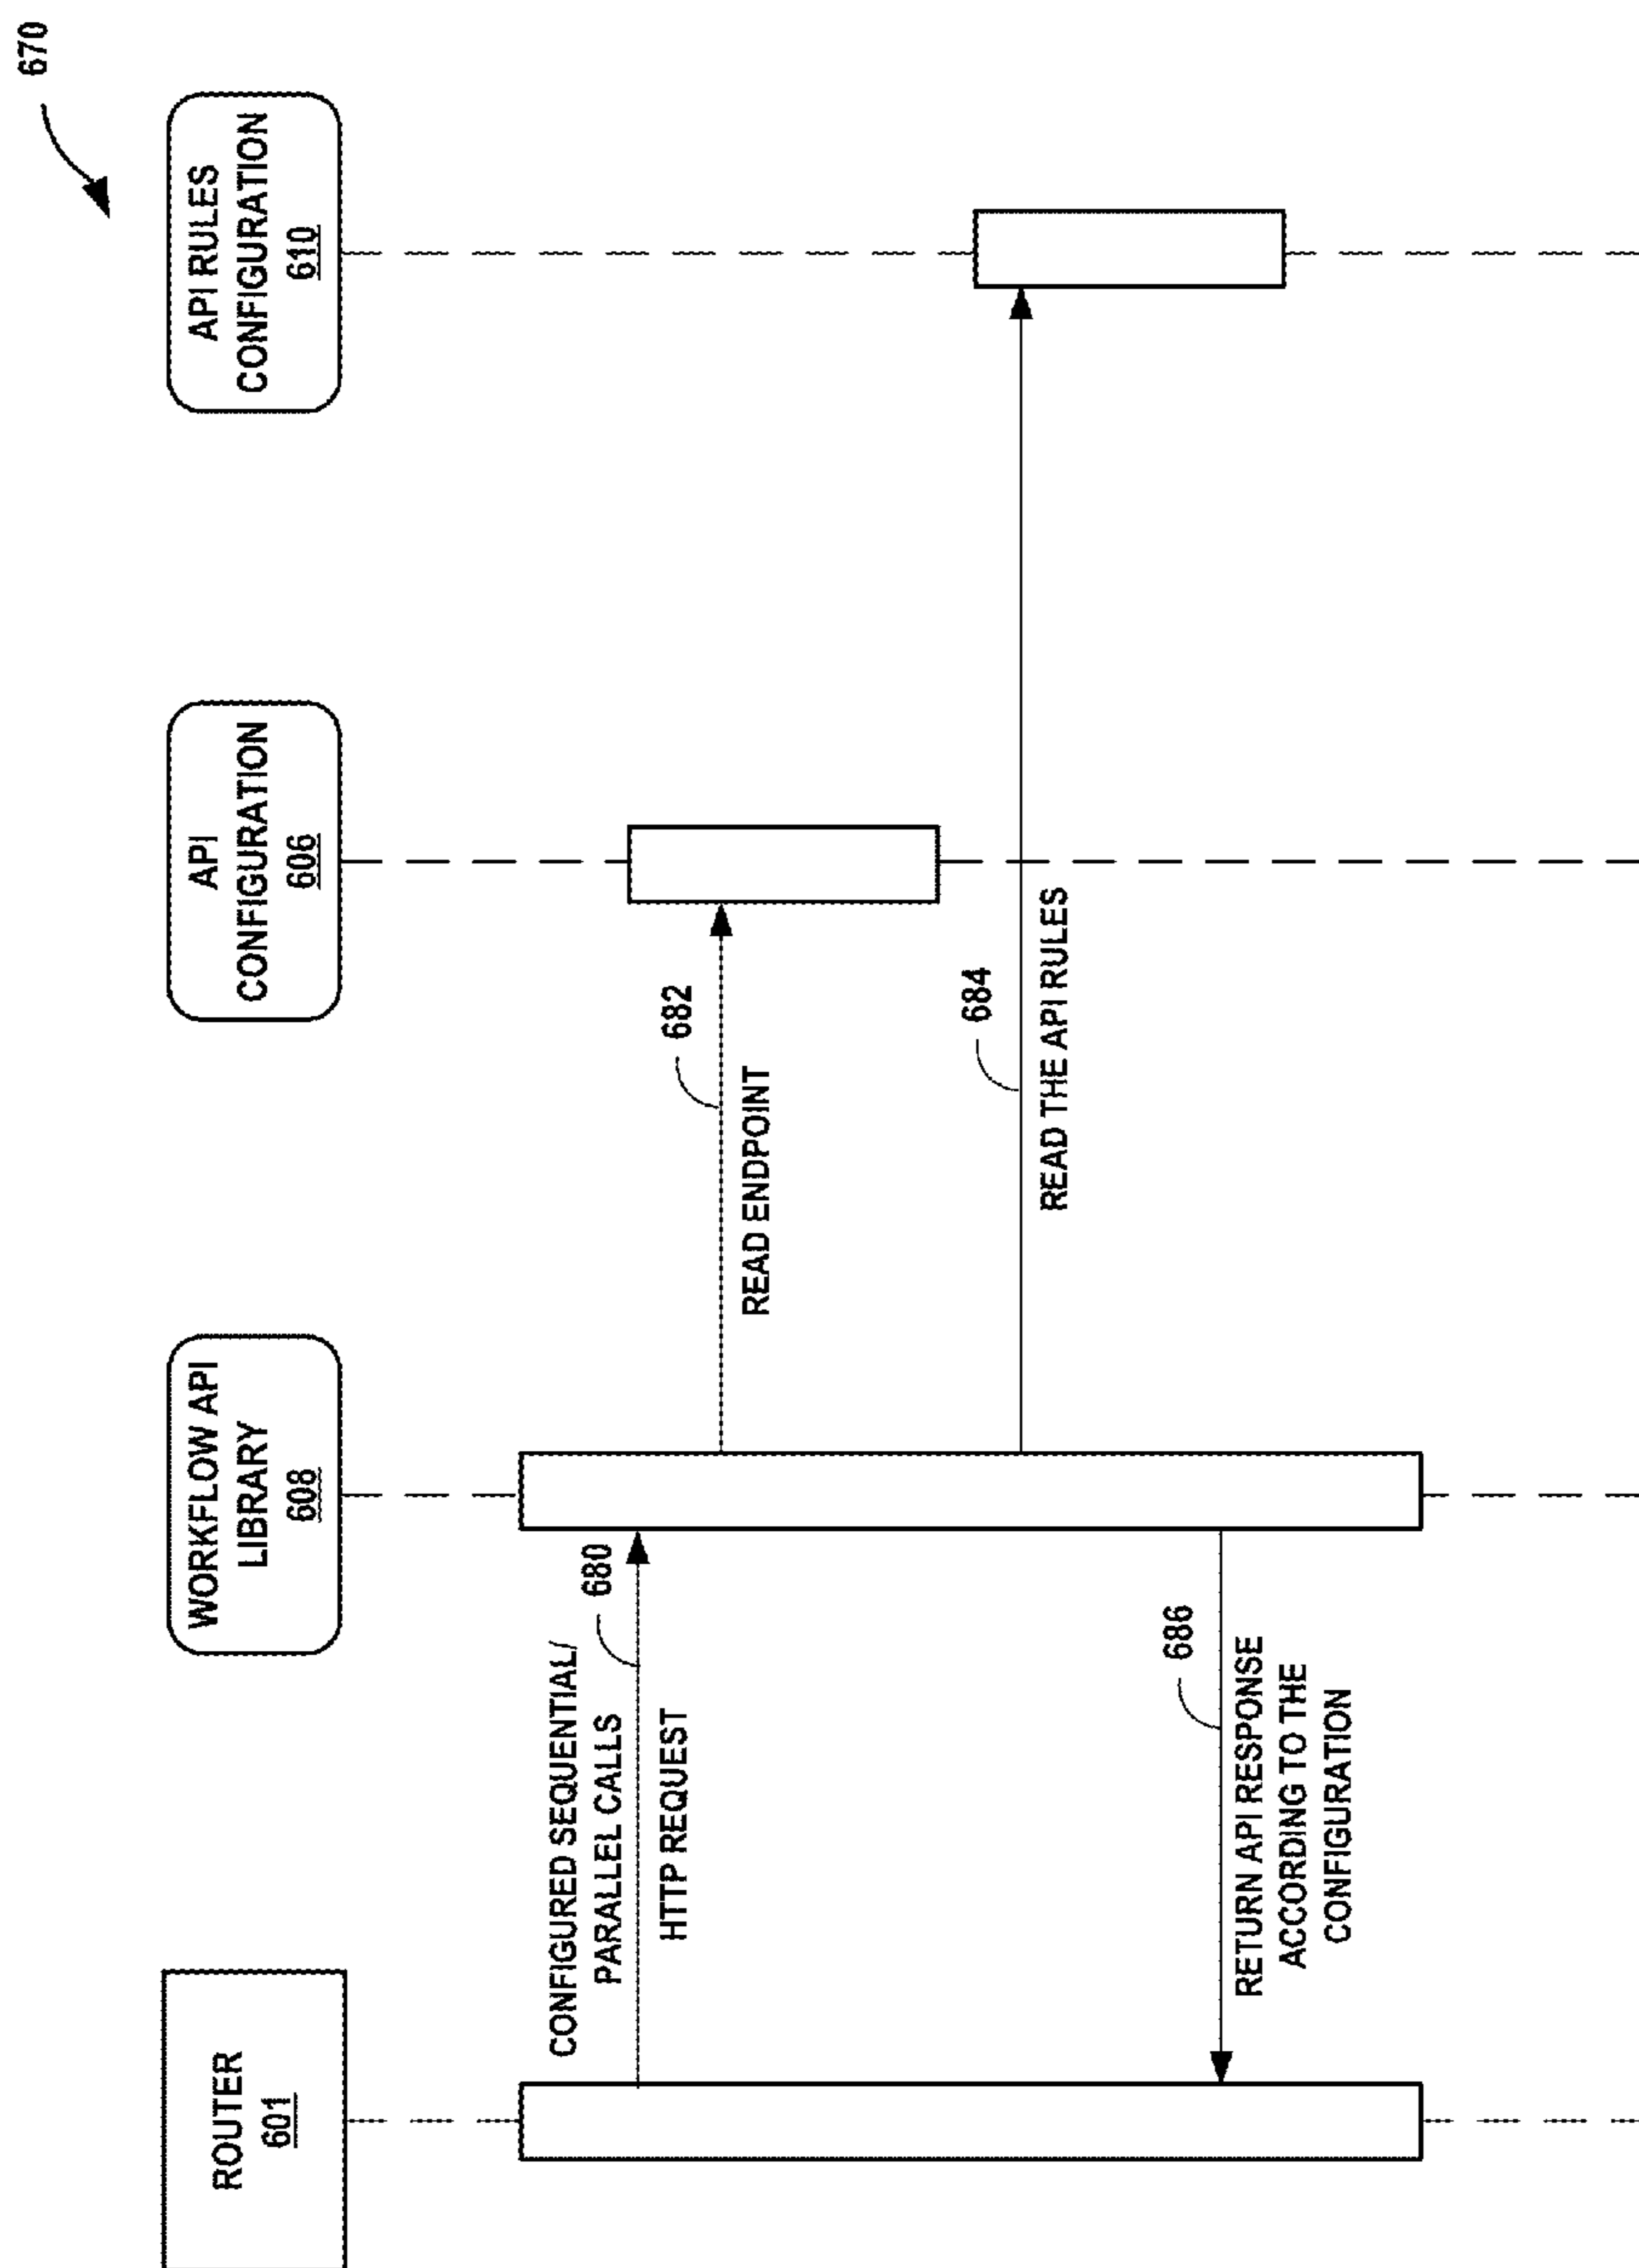 670
ROUTER
601
WORKFLOW API
LIBRARY
608
API
CONFIGURATION
606
API RULES
CONFIGURATION
610
CONFIGURED SEQUENTIAL/
PARALLEL CALLS
680
HTTP REQUEST
682
READ ENDPOINT
684
READ THE API RULES
686
RETURN API RESPONSE
ACCORDING TO THE
CONFIGURATION